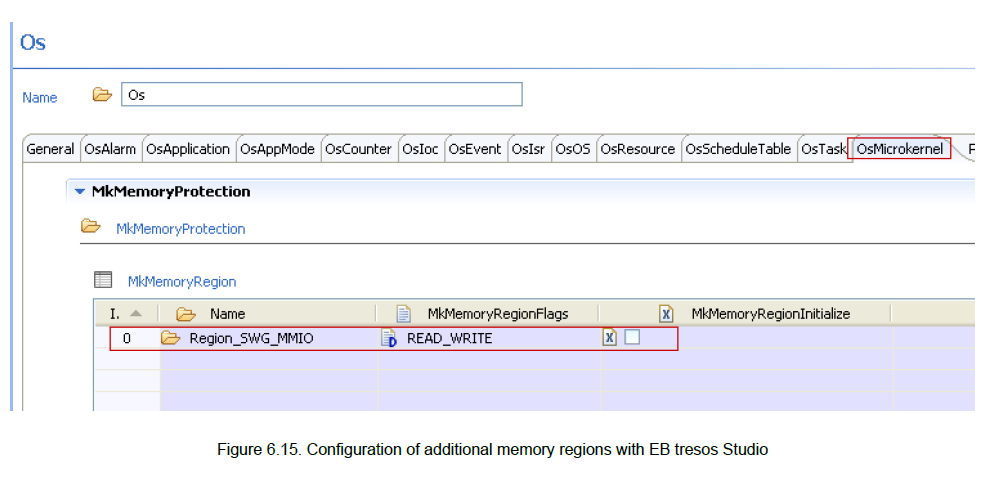 Os
Name Os
General OsAlarm OsApplication OsAppMode OsCounter OsIoc OsEvent OsIsr OsOS OsResource OsScheduleTable OsTask OsMicrokernel
MkMemoryProtection
MkMemoryProtection
MkMemoryRegion
I. Name MkMemoryRegionFlags X MkMemoryRegionInitialize
0 Region_SWG_MMIO D READ_WRITE X
Figure 6.15. Configuration of additional memory regions with EB tresos Studio